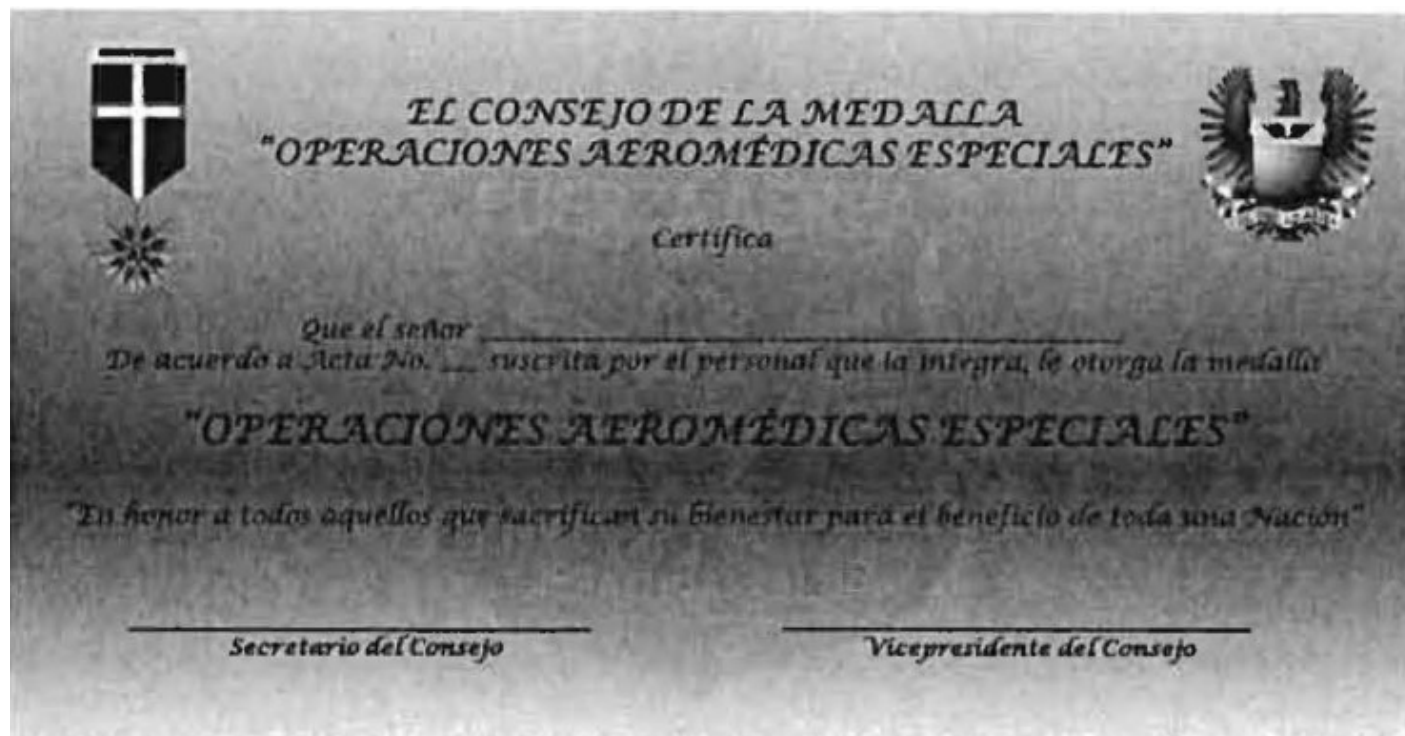 EL CONSEJO DE LA MEDALLA
"OPERACIONES AEROMÉDICAS ESPECIALES"
Certifica
Que el señor
De acuerdo a Acta No. __ suscrita por el personal que la integra, le otorga la medalla
"OPERACIONES AEROMÉDICAS ESPECIALES"
"En honor a todos aquellos que sacrifican su bienestar para el beneficio de toda una Nación"
Secretario del Consejo
Vicepresidente del Consejo